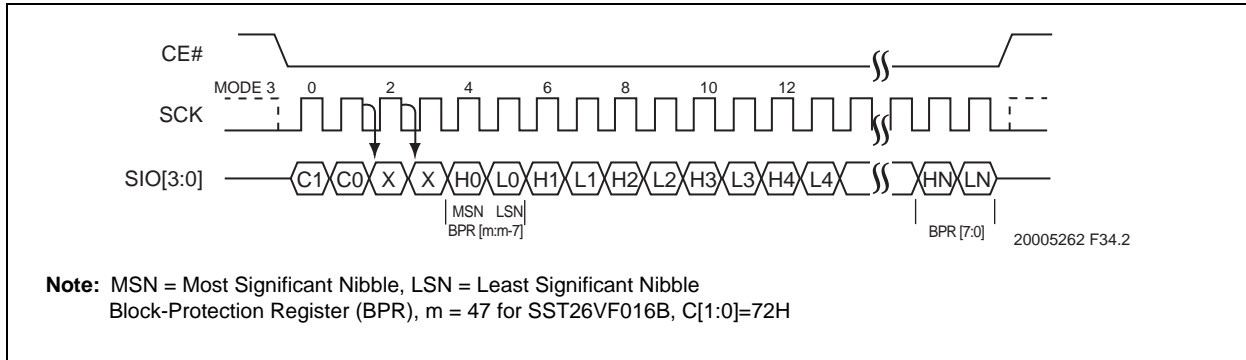 CE#
MODE 3 0 2 4 6 8 10 12
SCK
SIO[3:0] C1 C0 X X H0 L0 H1 L1 H2 L2 H3 L3 H4 L4 HN LN
MSN LSN
BPR [m:m-7] BPR [7:0]
20005262 F34.2
Note: MSN = Most Significant Nibble, LSN = Least Significant Nibble
Block-Protection Register (BPR), m = 47 for SST26VF016B, C[1:0]=72H